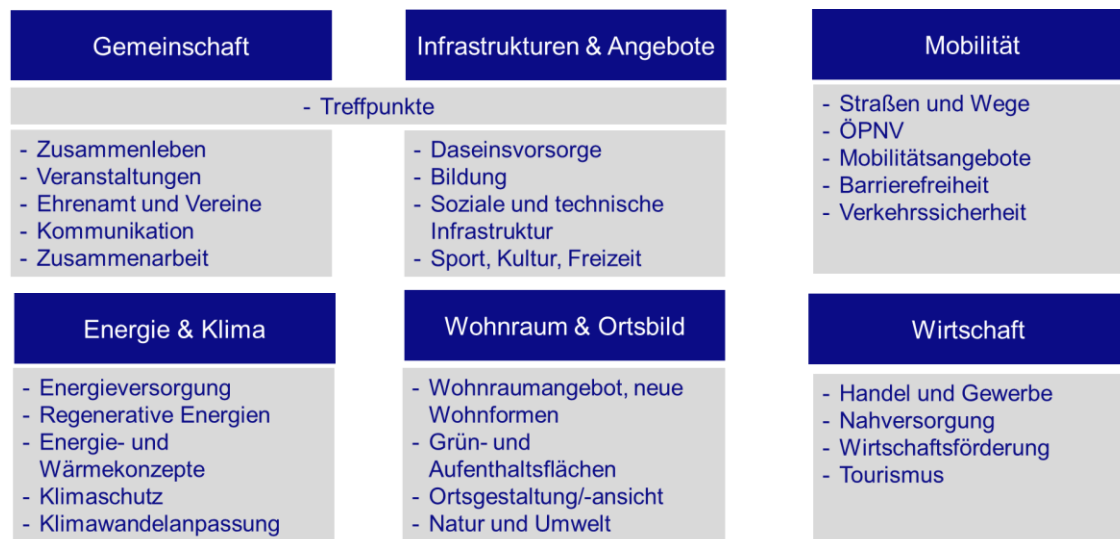 Gemeinschaft
Infrastrukturen & Angebote
- Treffpunkte
- Zusammenleben
- Veranstaltungen
- Ehrenamt und Vereine
- Kommunikation
- Zusammenarbeit
- Daseinsvorsorge
- Bildung
- Soziale und technische
Infrastruktur
- Sport, Kultur, Freizeit
Mobilität
- Straßen und Wege
- ÖPNV
- Mobilitätsangebote
- Barrierefreiheit
- Verkehrssicherheit
Energie & Klima
- Energieversorgung
- Regenerative Energien
- Energie- und
Wärmekonzepte
- Klimaschutz
- Klimawandelanpassung
Wohnraum & Ortsbild
- Wohnraumangebot, neue
Wohnformen
- Grün- und
Aufenthaltsflächen
- Ortsgestaltung/-ansicht
- Natur und Umwelt
Wirtschaft
- Handel und Gewerbe
- Nahversorgung
- Wirtschaftsförderung
- Tourismus